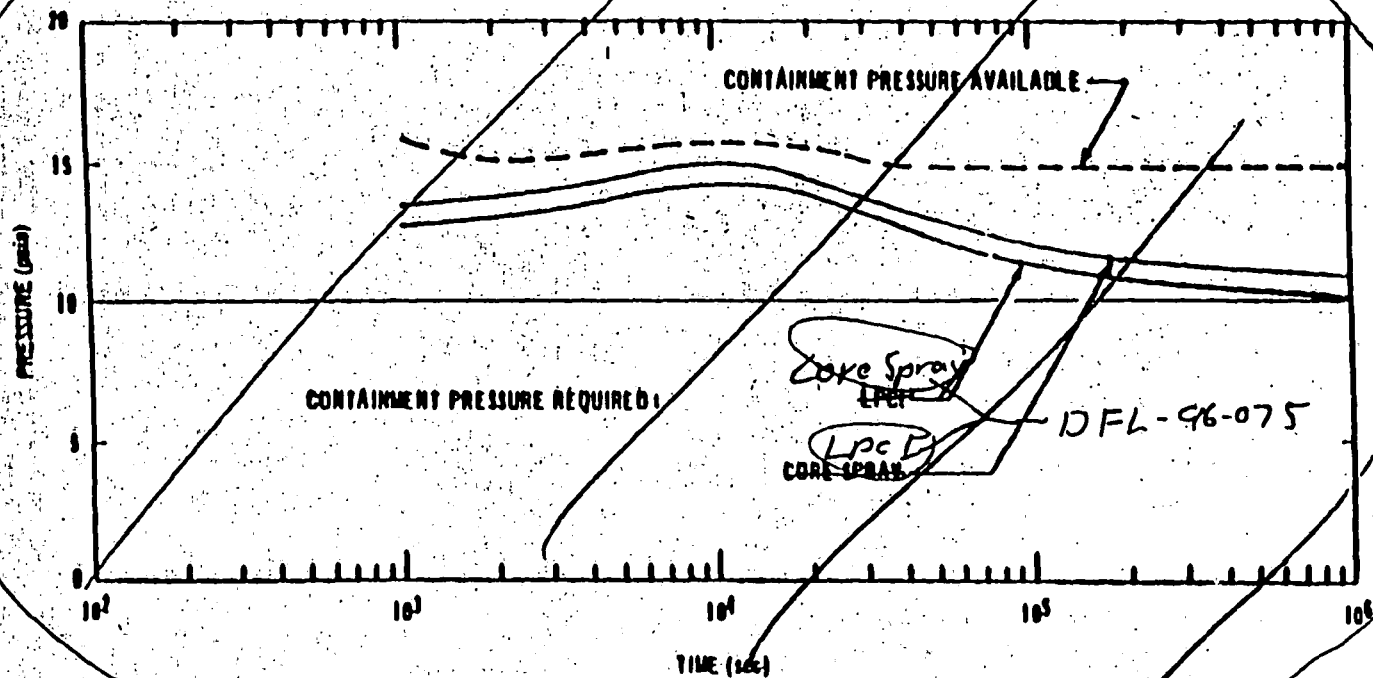 20
CONTAINMENT PRESSURE AVAILABLE
15
PRESSURE (psia)
10
Core Spray
LPCI
CONTAINMENT PRESSURE REQUIRED:
DFL-96-075
5
LPCI
CORE SPRAY
0
10² 10³ 10⁴ 10⁵ 10⁶
TIME (sec)